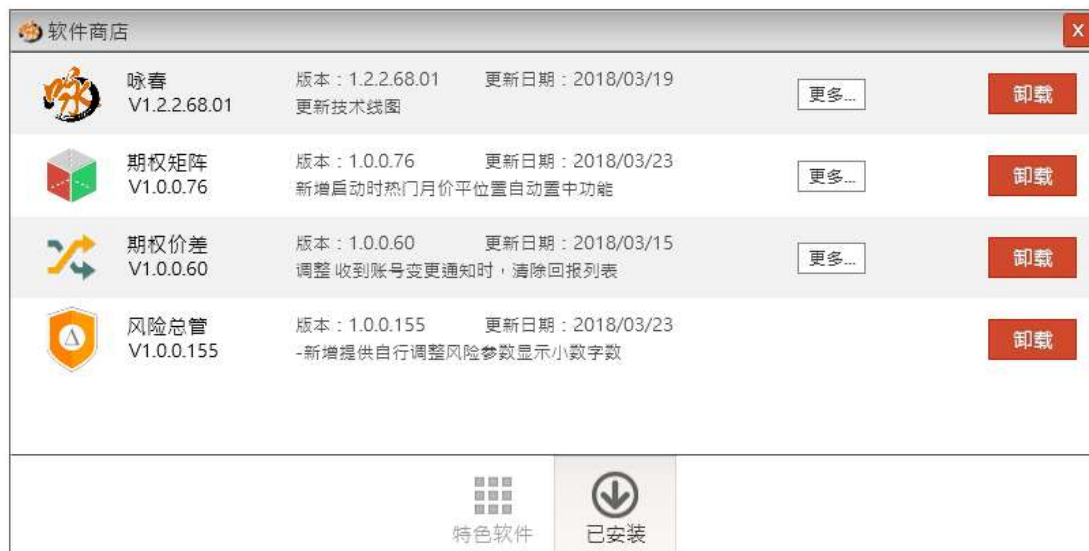 软件商店
X
咏春
V1.2.2.68.01
版本：1.2.2.68.01 更新日期：2018/03/19
更新技术线图
更多...
卸载
期权矩阵
V1.0.0.76
版本：1.0.0.76 更新日期：2018/03/23
新增启动时热门月价平位置自动置中功能
更多...
卸载
期权价差
V1.0.0.60
版本：1.0.0.60 更新日期：2018/03/15
调整 收到账号变更通知时，清除回报列表
更多...
卸载
风险总管
V1.0.0.155
版本：1.0.0.155 更新日期：2018/03/23
-新增提供自行调整风险参数显示小数字数
卸载
特色软件
已安装